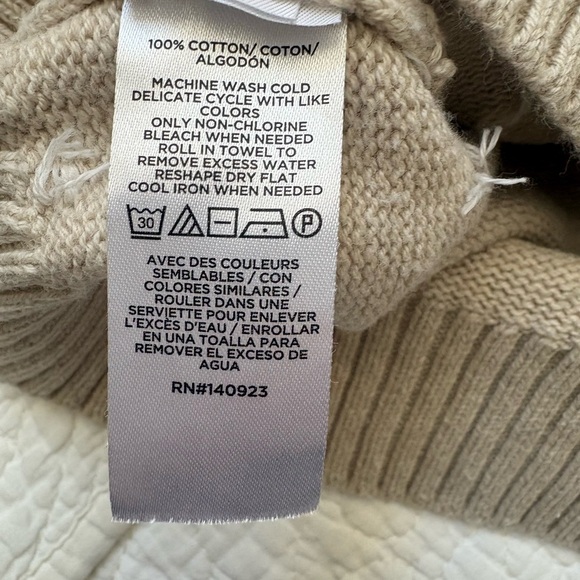 100% COTTON/ COTON/
ALGODÓN
MACHINE WASH COLD
DELICATE CYCLE WITH LIKE
COLORS
ONLY NON-CHLORINE
BLEACH WHEN NEEDED
ROLL IN TOWEL TO
REMOVE EXCESS WATER
RESHAPE DRY FLAT
COOL IRON WHEN NEEDED
30 P
AVEC DES COULEURS
SEMBLABLES / CON
COLORES SIMILARES /
ROULER DANS UNE
SERVIETTE POUR ENLEVER
L'EXCÈS D'EAU / ENROLLAR
EN UNA TOALLA PARA
REMOVER EL EXCESO DE
AGUA
RN#140923